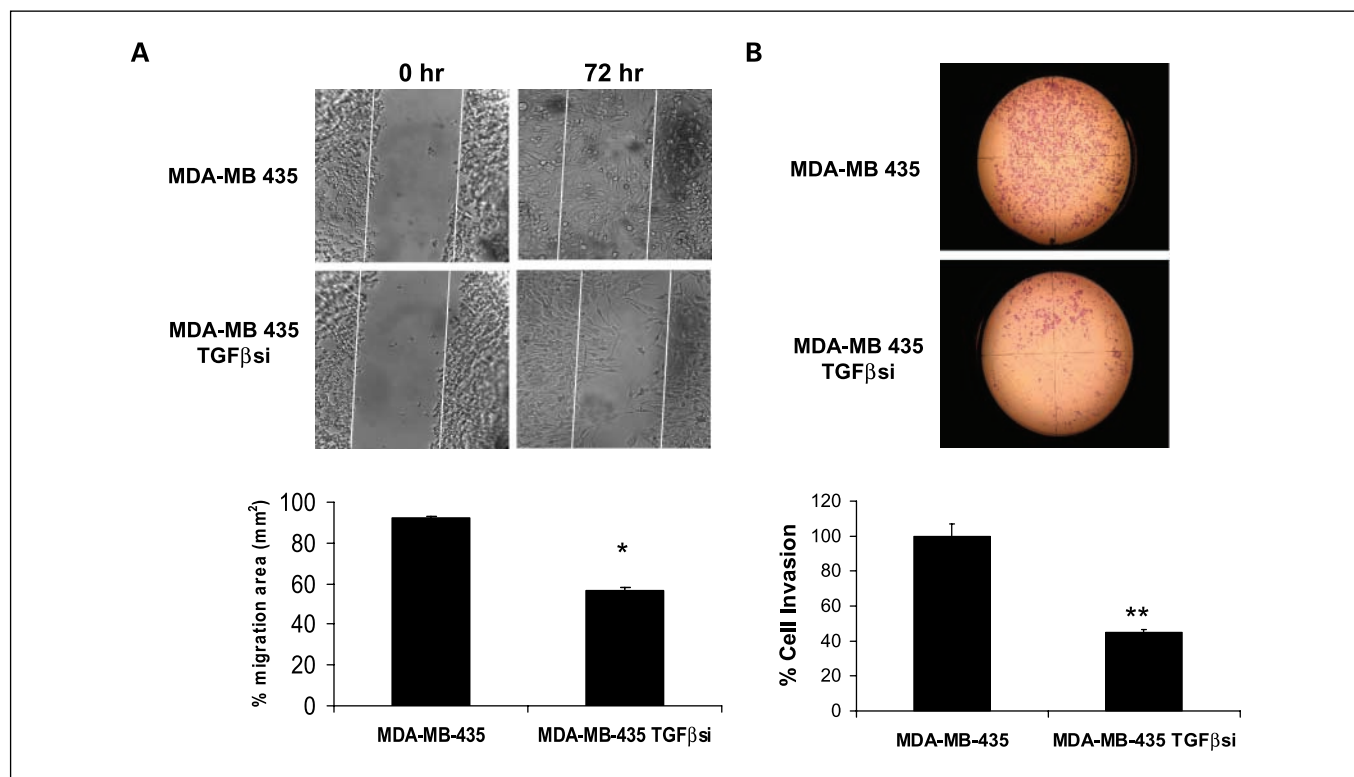 A
0 hr
72 hr
MDA-MB 435
MDA-MB 435
TGFβsi
% migration area (mm²)
100
80
60
40
20
0
*
MDA-MB-435
MDA-MB-435 TGFβsi
B
MDA-MB 435
MDA-MB 435
TGFβsi
% Cell Invasion
120
100
80
60
40
20
0
**
MDA-MB-435
MDA-MB-435 TGFβsi